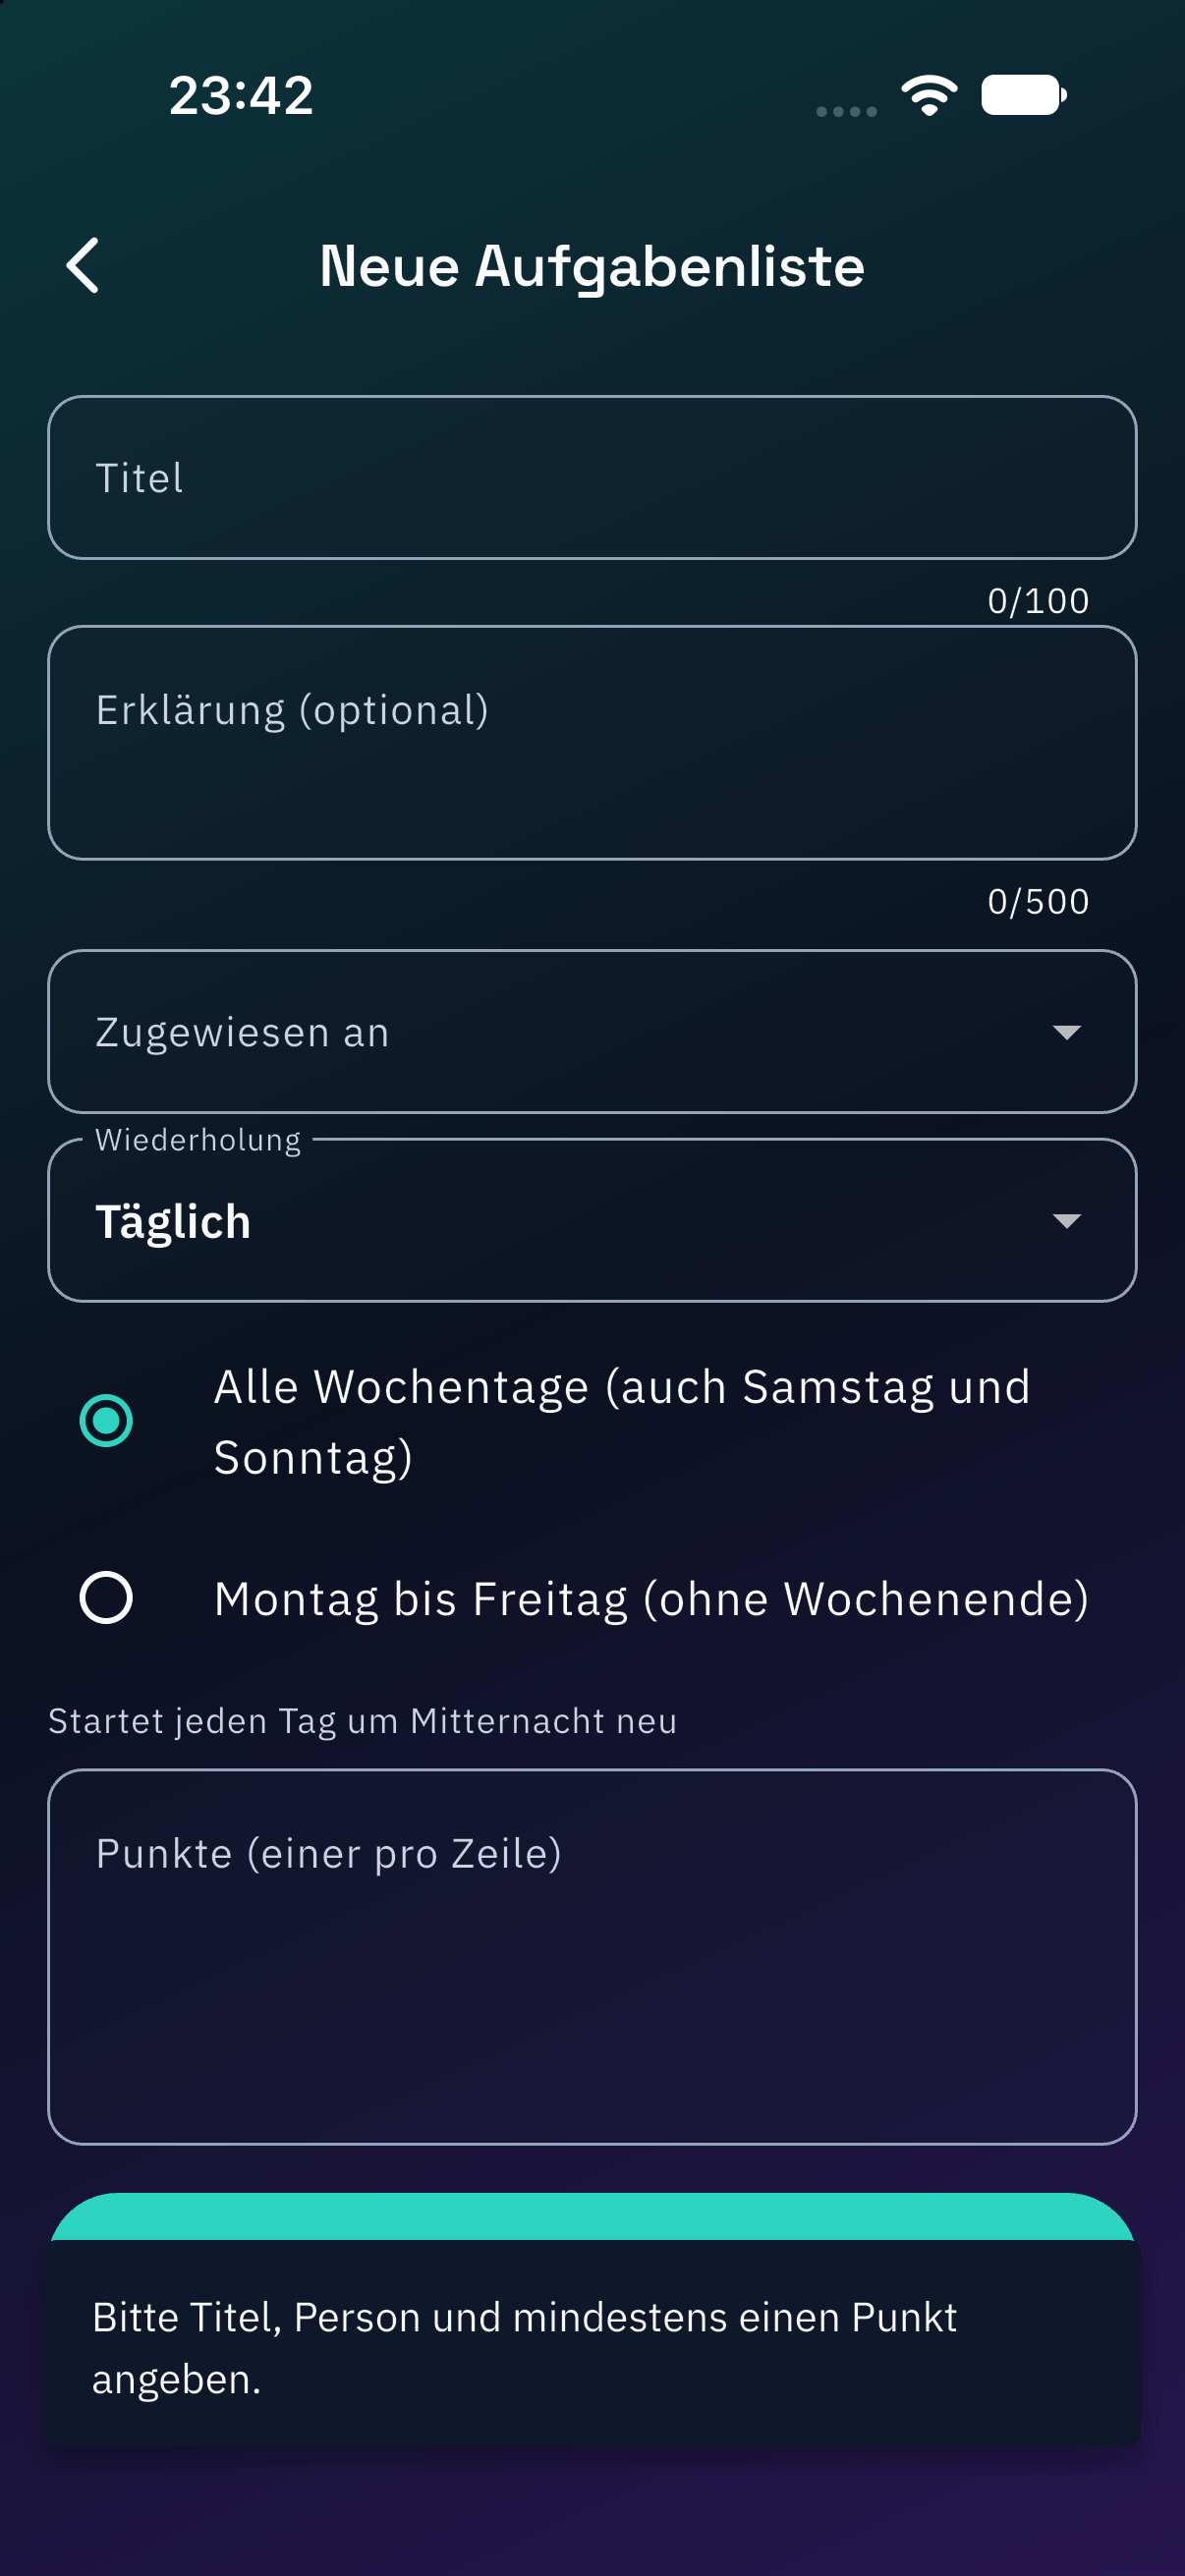 23:42
Neue Aufgabenliste
Titel
0/100
Erklärung (optional)
0/500
Zugewiesen an
Wiederholung
Täglich
Alle Wochentage (auch Samstag und
Sonntag)
Montag bis Freitag (ohne Wochenende)
Startet jeden Tag um Mitternacht neu
Punkte (einer pro Zeile)
Bitte Titel, Person und mindestens einen Punkt
angeben.